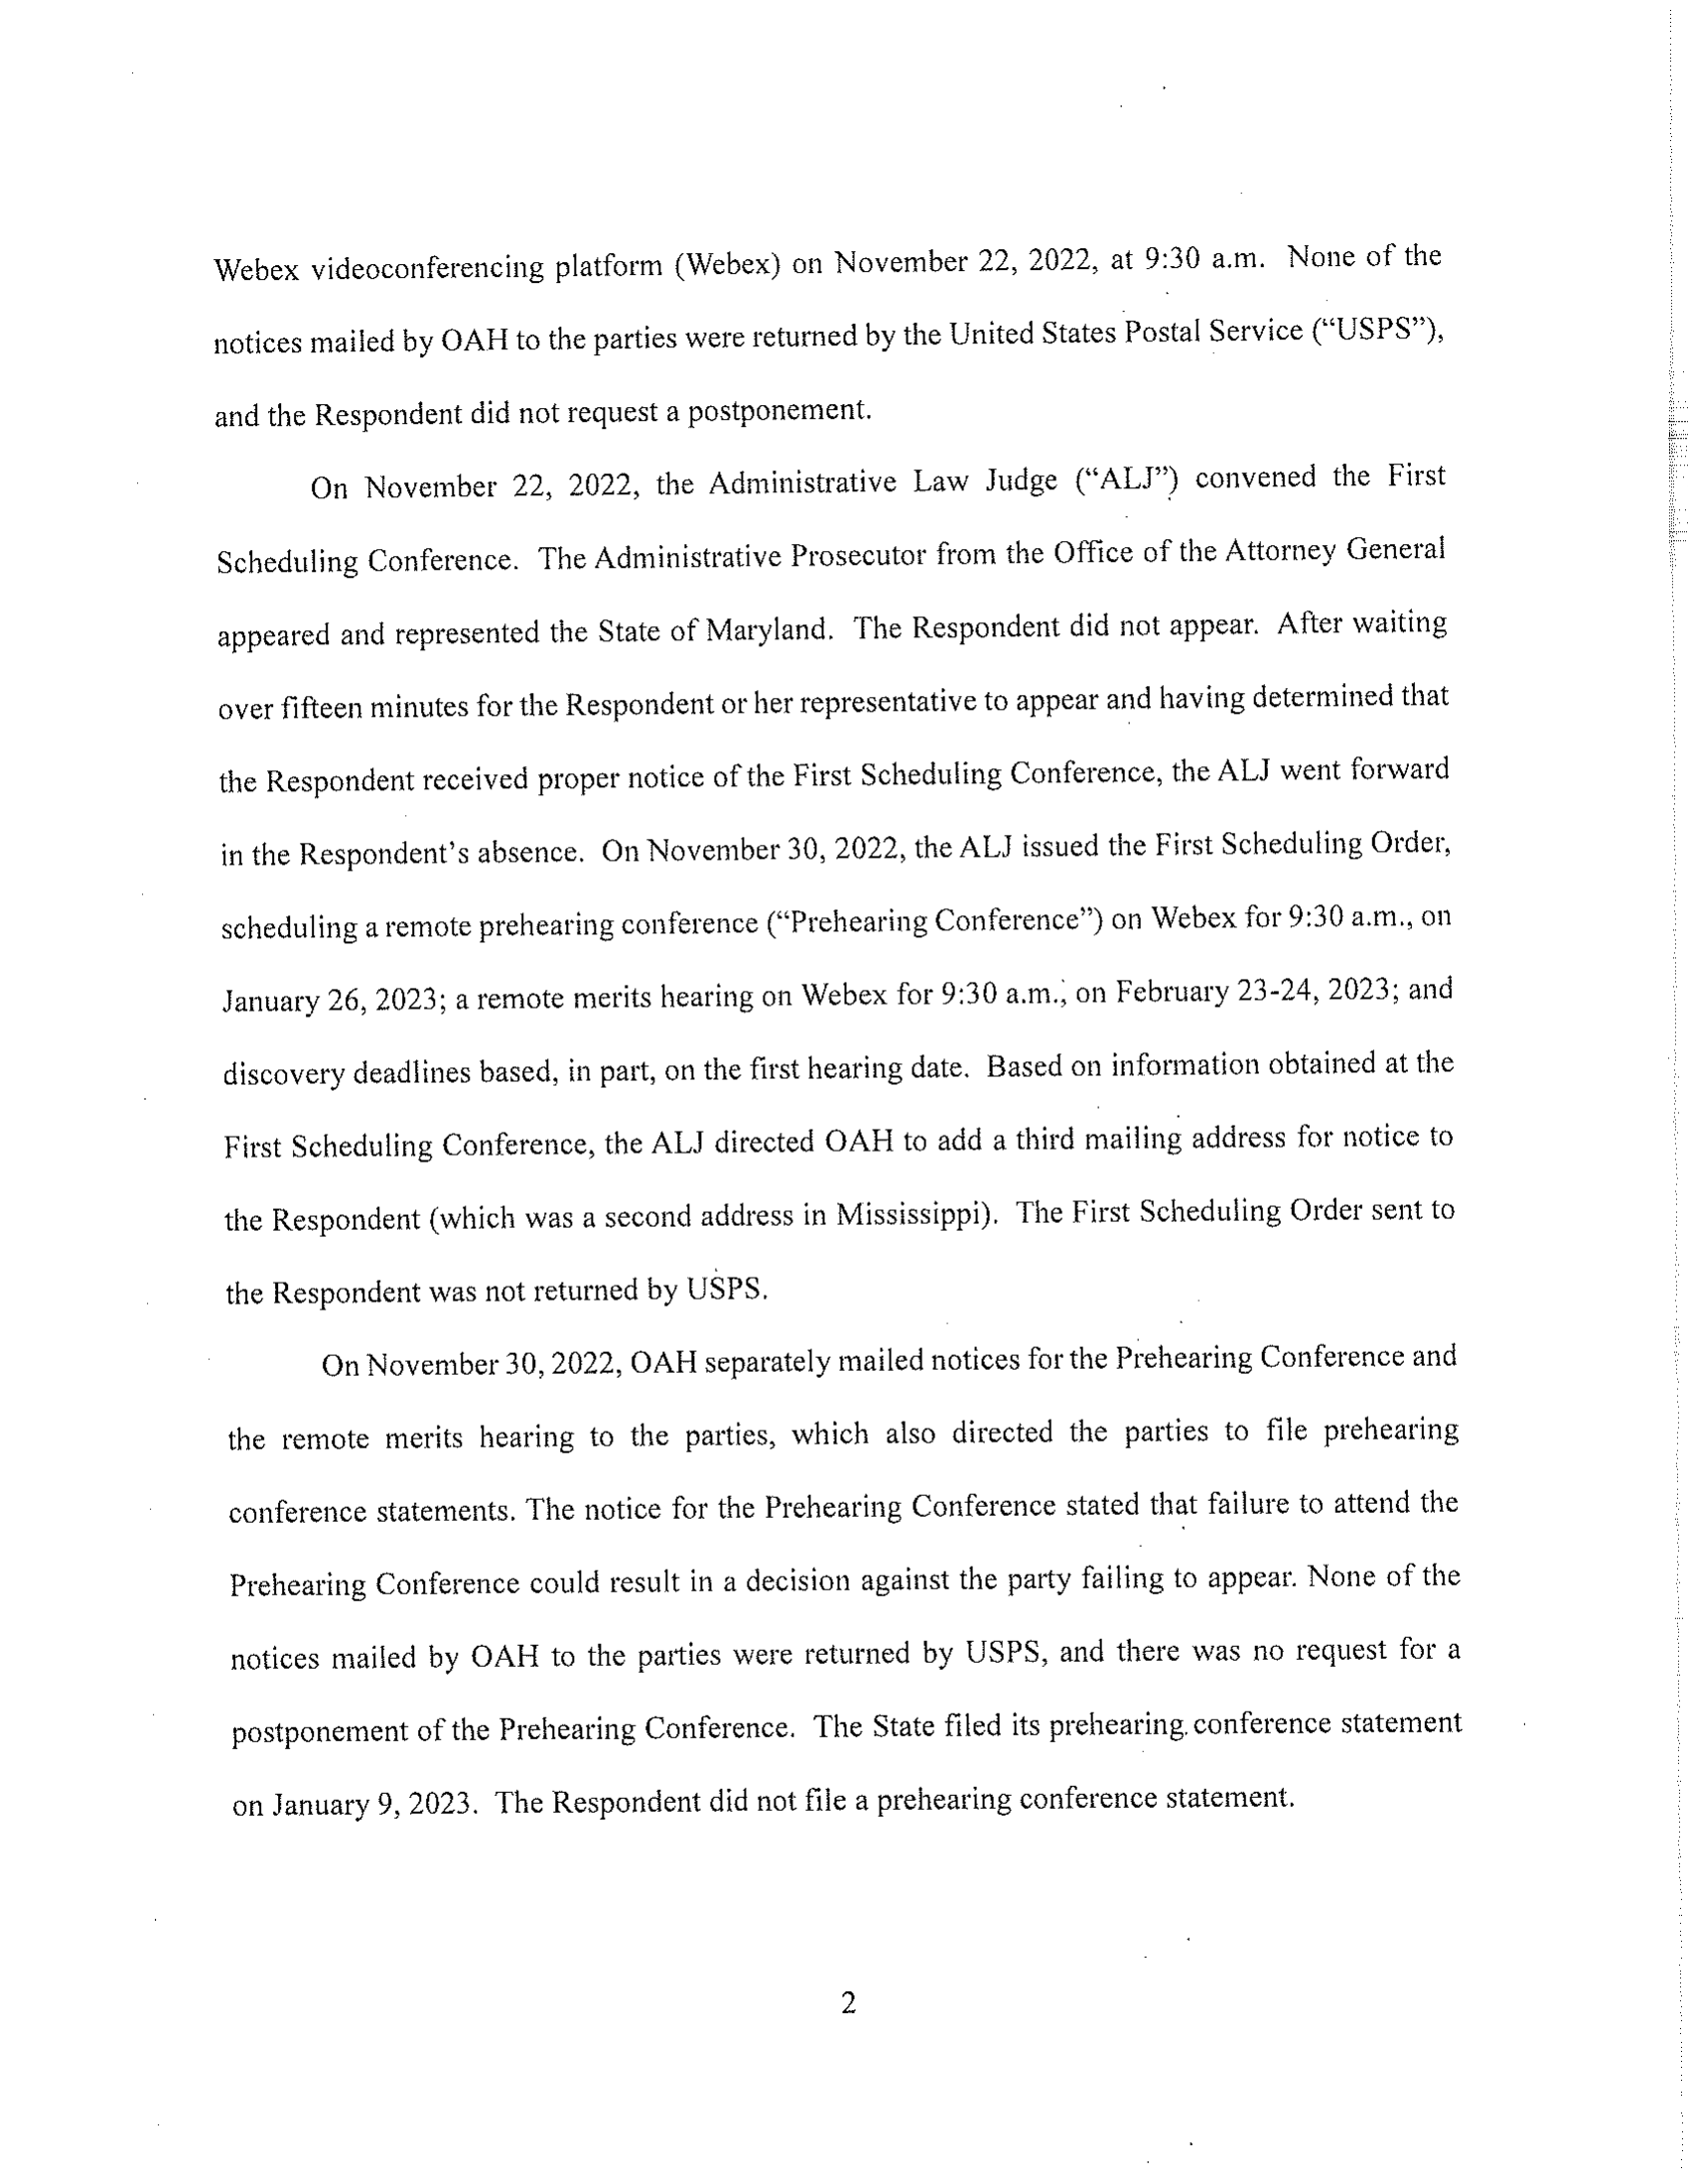 Webex videoconferencing platform (Webex) on November 22, 2022, at 9:30 a.m. None of the
notices mailed by OAH to the parties were returned by the United States Postal Service (“USPS”),
and the Respondent did not request a postponement.
On November 22, 2022, the Administrative Law Judge (“ALJ”) convened the First
Scheduling Conference. The Administrative Prosecutor from the Office of the Attorney General
appeared and represented the State of Maryland. The Respondent did not appear. After waiting
over fifteen minutes for the Respondent or her representative to appear and having determined that
the Respondent received proper notice of the First Scheduling Conference, the ALJ went forward
in the Respondent’s absence. On November 30, 2022, the ALJ issued the First Scheduling Order,
scheduling a remote prehearing conference (“Prehearing Conference”) on Webex for 9:30 a.m., on
January 26, 2023; a remote merits hearing on Webex for 9:30 a.m., on February 23-24, 2023; and
discovery deadlines based, in part, on the first hearing date. Based on information obtained at the
First Scheduling Conference, the ALJ directed OAH to add a third mailing address for notice to
the Respondent (which was a second address in Mississippi). The First Scheduling Order sent to
the Respondent was not returned by USPS.
On November 30, 2022, OAH separately mailed notices for the Prehearing Conference and
the remote merits hearing to the parties, which also directed the parties to file prehearing
conference statements. The notice for the Prehearing Conference stated that failure to attend the
Prehearing Conference could result in a decision against the party failing to appear. None of the
notices mailed by OAH to the parties were returned by USPS, and there was no request for a
postponement of the Prehearing Conference. The State filed its prehearing conference statement
on January 9, 2023. The Respondent did not file a prehearing conference statement.
2